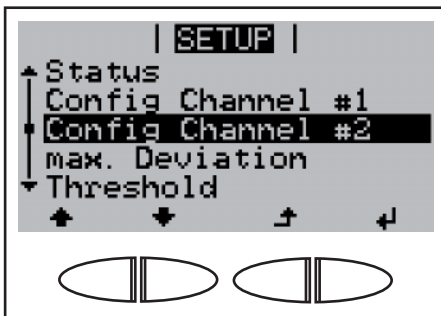 | SETUP |
Status
Config Channel #1
Config Channel #2
max. Deviation
Threshold